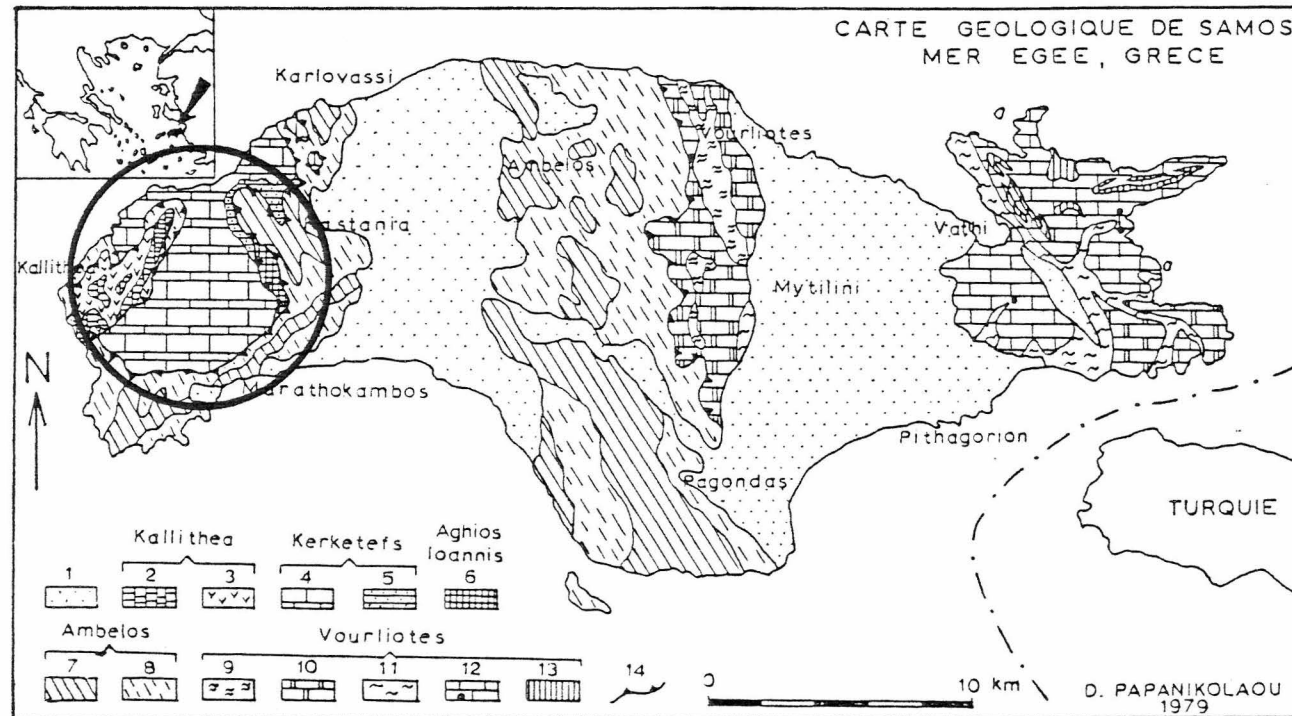 CARTE GEOLOGIQUE DE SAMOS
MER EGEE, GRECE
Karlovassi
Vourliotes
Ambelos
Kastania
Vathi
Kallithea
Mytilini
N
Marathokambos
Pithagorion
Pagondas
TURQUIE
Kallithea Kerketefs Aghios Ioannis
1 2 3 4 5 6
Ambelos Vourliotes
7 8 9 10 11 12 13 14
0 10 km
D. PAPANIKOLAOU
1979